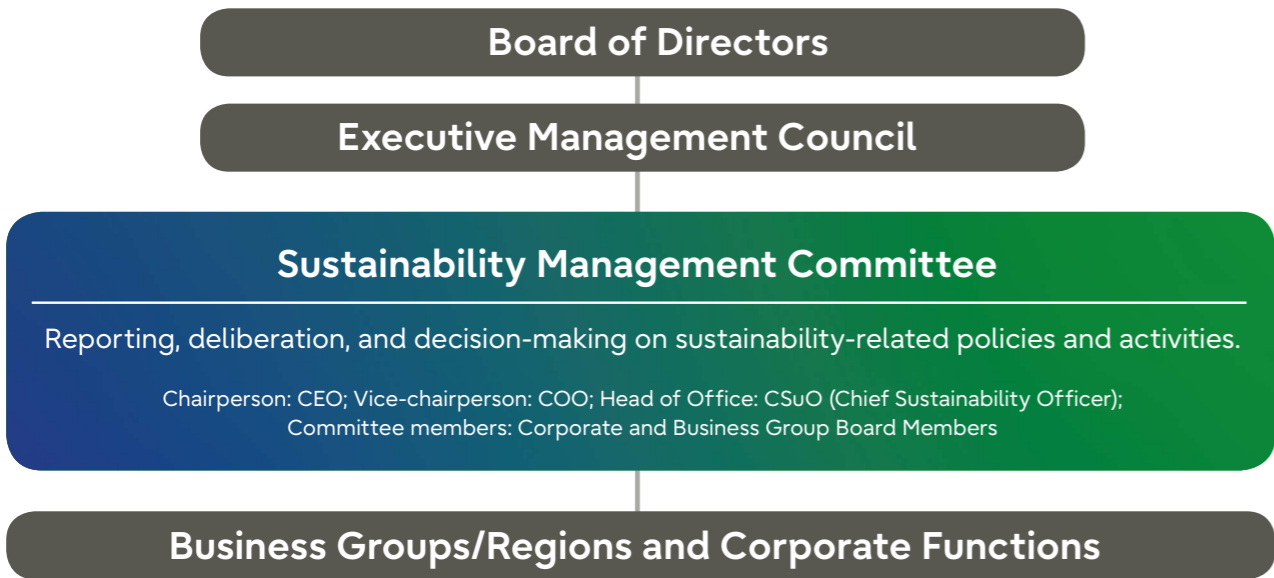 Board of Directors
Executive Management Council
Sustainability Management Committee
Reporting, deliberation, and decision-making on sustainability-related policies and activities.
Chairperson: CEO; Vice-chairperson: COO; Head of Office: CSuO (Chief Sustainability Officer);
Committee members: Corporate and Business Group Board Members
Business Groups/Regions and Corporate Functions